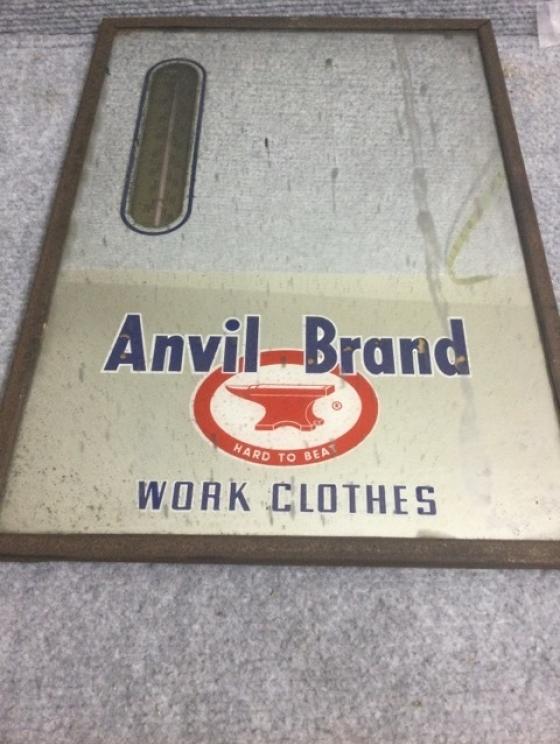 Anvil Brand
®
HARD TO BEAT
WORK CLOTHES